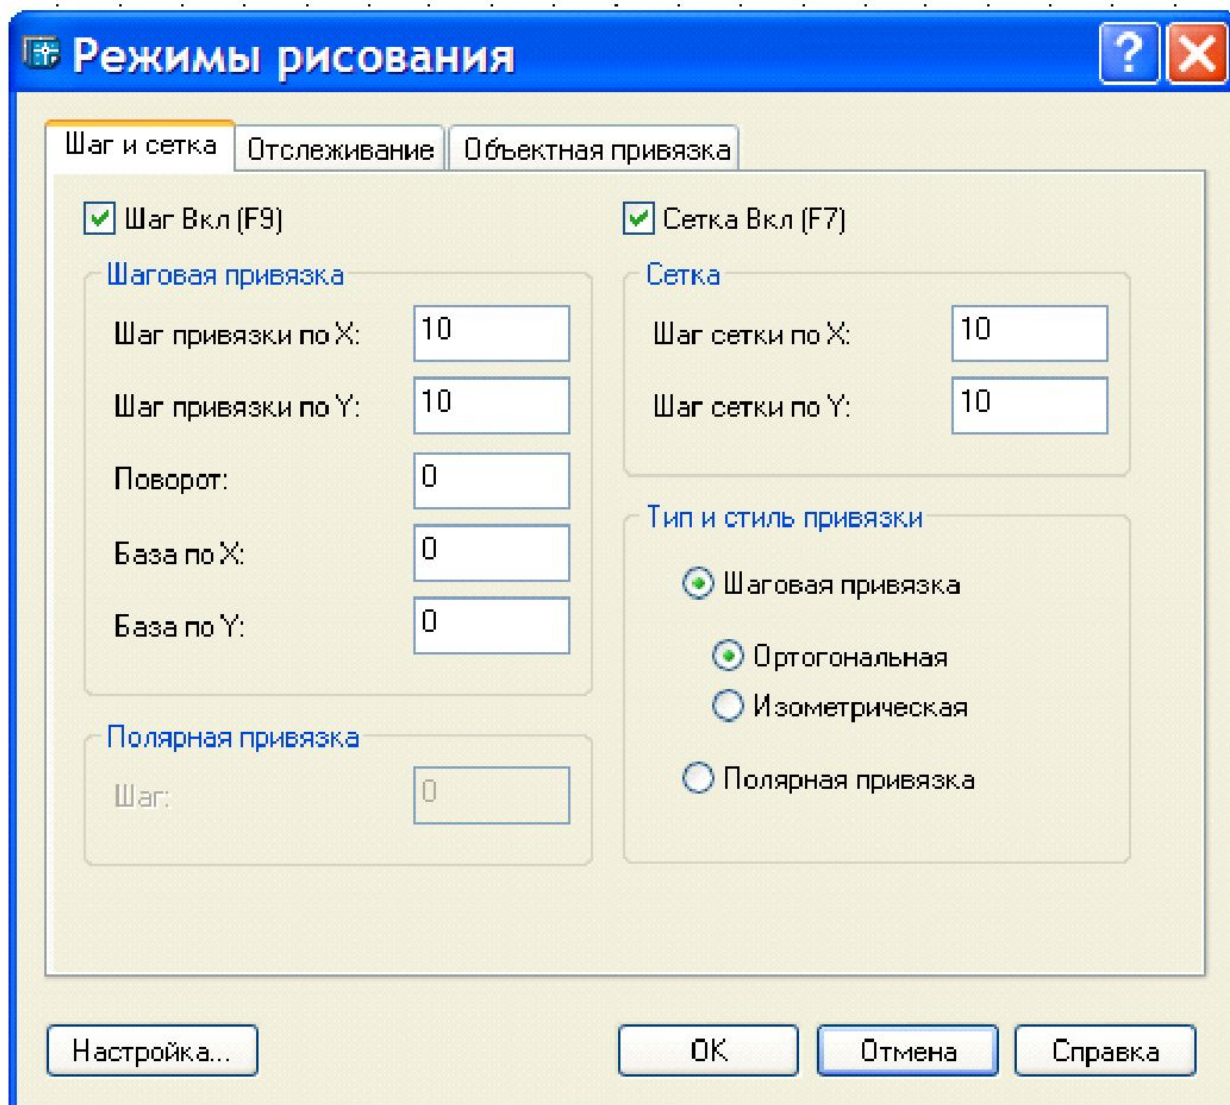 Режимы рисования
Шаг и сетка
Отслеживание
Объектная привязка
Шаг Вкл (F9)
Шаговая привязка
Шаг привязки по X: 10
Шаг привязки по Y: 10
Поворот: 0
База по X: 0
База по Y: 0
Полярная привязка
Шаг: 0
Сетка Вкл (F7)
Сетка
Шаг сетки по X: 10
Шаг сетки по Y: 10
Тип и стиль привязки
Шаговая привязка
Ортогональная
Изометрическая
Полярная привязка
Настройка...
OK
Отмена
Справка